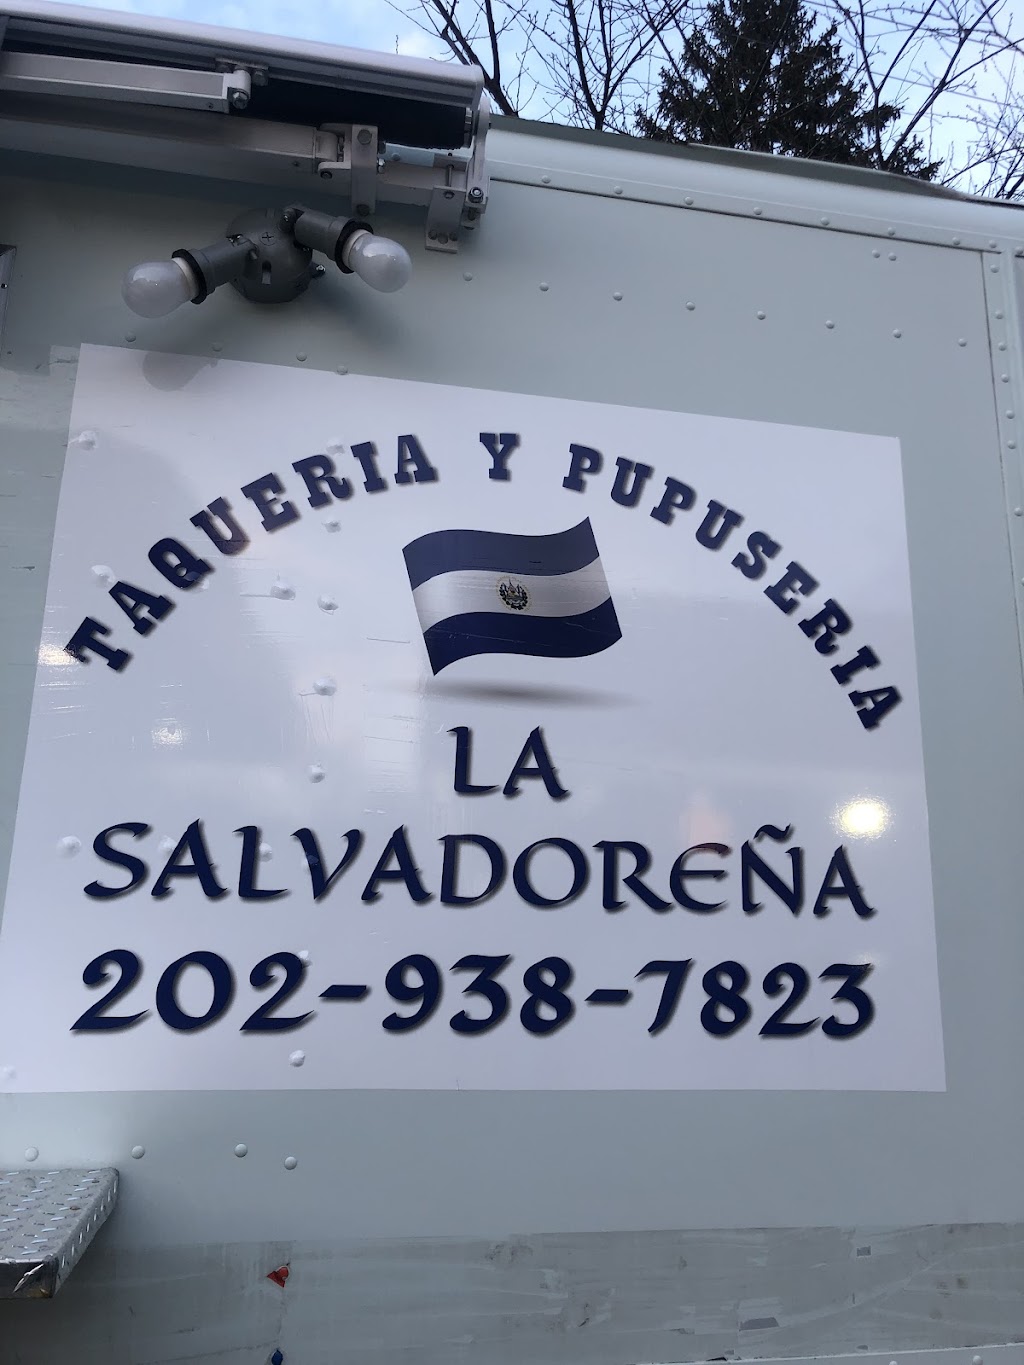 TAQUERIA Y PUPUSERIA
LA
SALVADOREÑA
202-938-7823